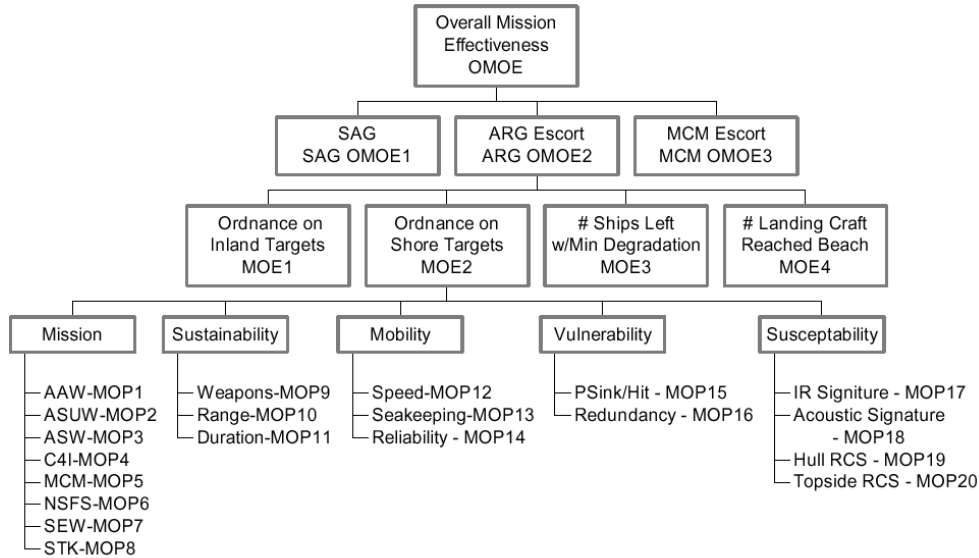 Overall Mission
Effectiveness
OMOE
SAG
SAG OMOE1
ARG Escort
ARG OMOE2
MCM Escort
MCM OMOE3
Ordnance on
Inland Targets
MOE1
Ordnance on
Shore Targets
MOE2
# Ships Left
w/Min Degradation
MOE3
# Landing Craft
Reached Beach
MOE4
Mission
AAW-MOP1
ASUW-MOP2
ASW-MOP3
C4I-MOP4
MCM-MOP5
NSFS-MOP6
SEW-MOP7
STK-MOP8
Sustainability
Weapons-MOP9
Range-MOP10
Duration-MOP11
Mobility
Speed-MOP12
Seakeeping-MOP13
Reliability - MOP14
Vulnerability
PSink/Hit - MOP15
Redundancy - MOP16
Susceptability
IR Signiture - MOP17
Acoustic Signature
- MOP18
Hull RCS - MOP19
Topside RCS - MOP20